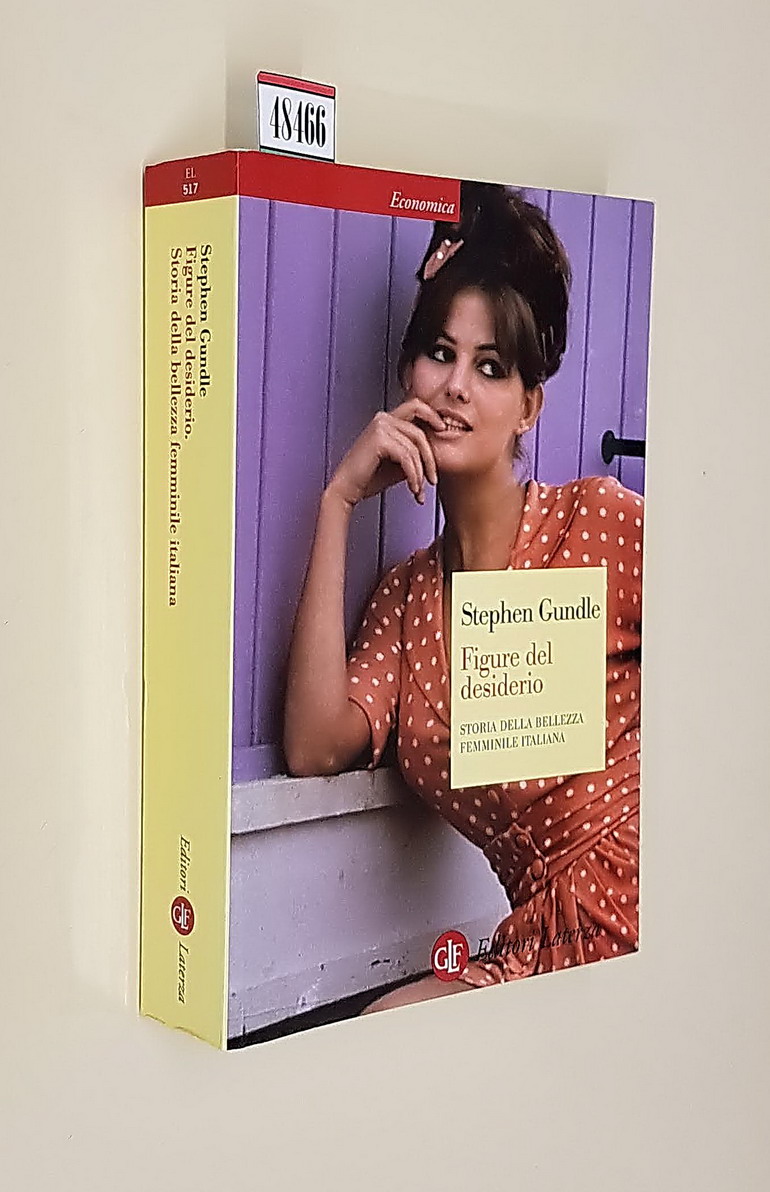 48466
EL
517
Economica
Stephen Gundle
Figure del desiderio.
Storia della bellezza femminile italiana
Editori GLF Laterza
Stephen Gundle
Figure del
desiderio
STORIA DELLA BELLEZZA
FEMMINILE ITALIANA
GLF Editori Laterza